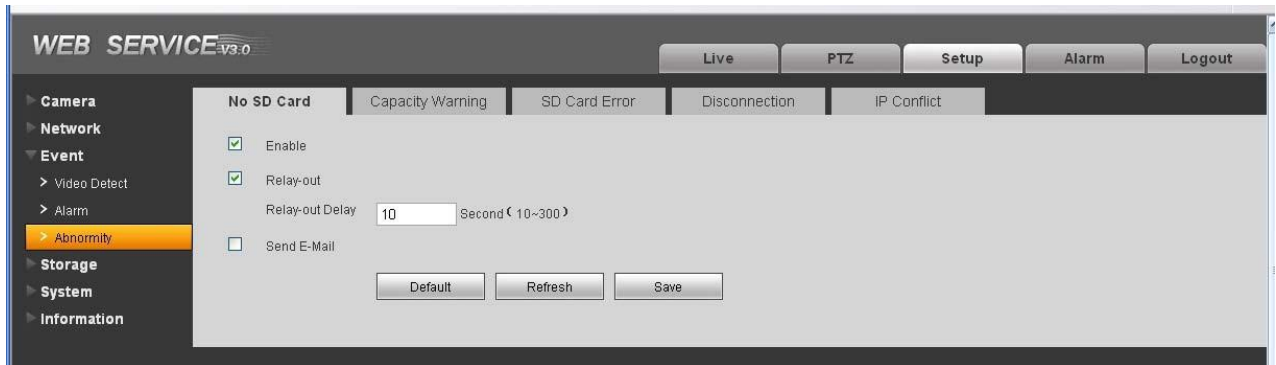 WEB SERVICE V3.0
Live PTZ Setup Alarm Logout
Camera
Network
Event
> Video Detect
> Alarm
> Abnormity
Storage
System
Information
No SD Card Capacity Warning SD Card Error Disconnection IP Conflict
Enable
Relay-out
Relay-out Delay 10 Second ( 10~300 )
Send E-Mail
Default Refresh Save